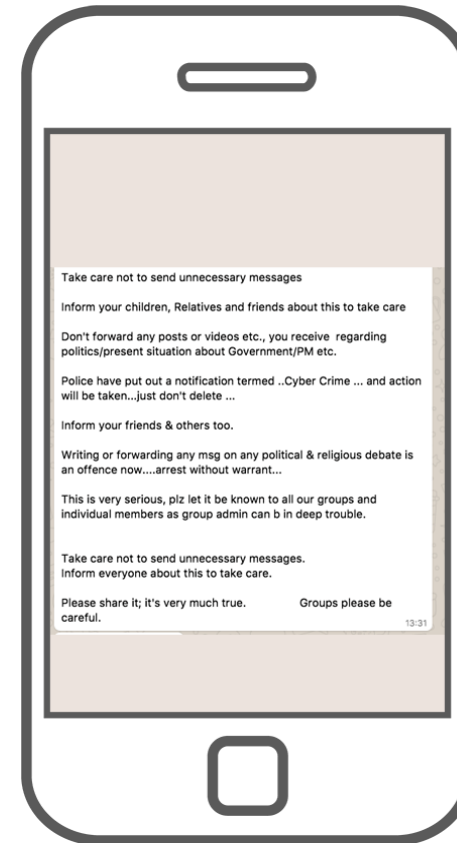 Take care not to send unnecessary messages
Inform your children, Relatives and friends about this to take care
Don't forward any posts or videos etc., you receive  regarding
politics/present situation about Government/PM etc.
Police have put out a notification termed ..Cyber Crime ... and action
will be taken...just don't delete ...
Inform your friends & others too.
Writing or forwarding any msg on any political & religious debate is
an offence now....arrest without warrant...
This is very serious, plz let it be known to all our groups and
individual members as group admin can b in deep trouble.
Take care not to send unnecessary messages.
Inform everyone about this to take care.
Please share it; it's very much true.                Groups please be
careful.
13:31